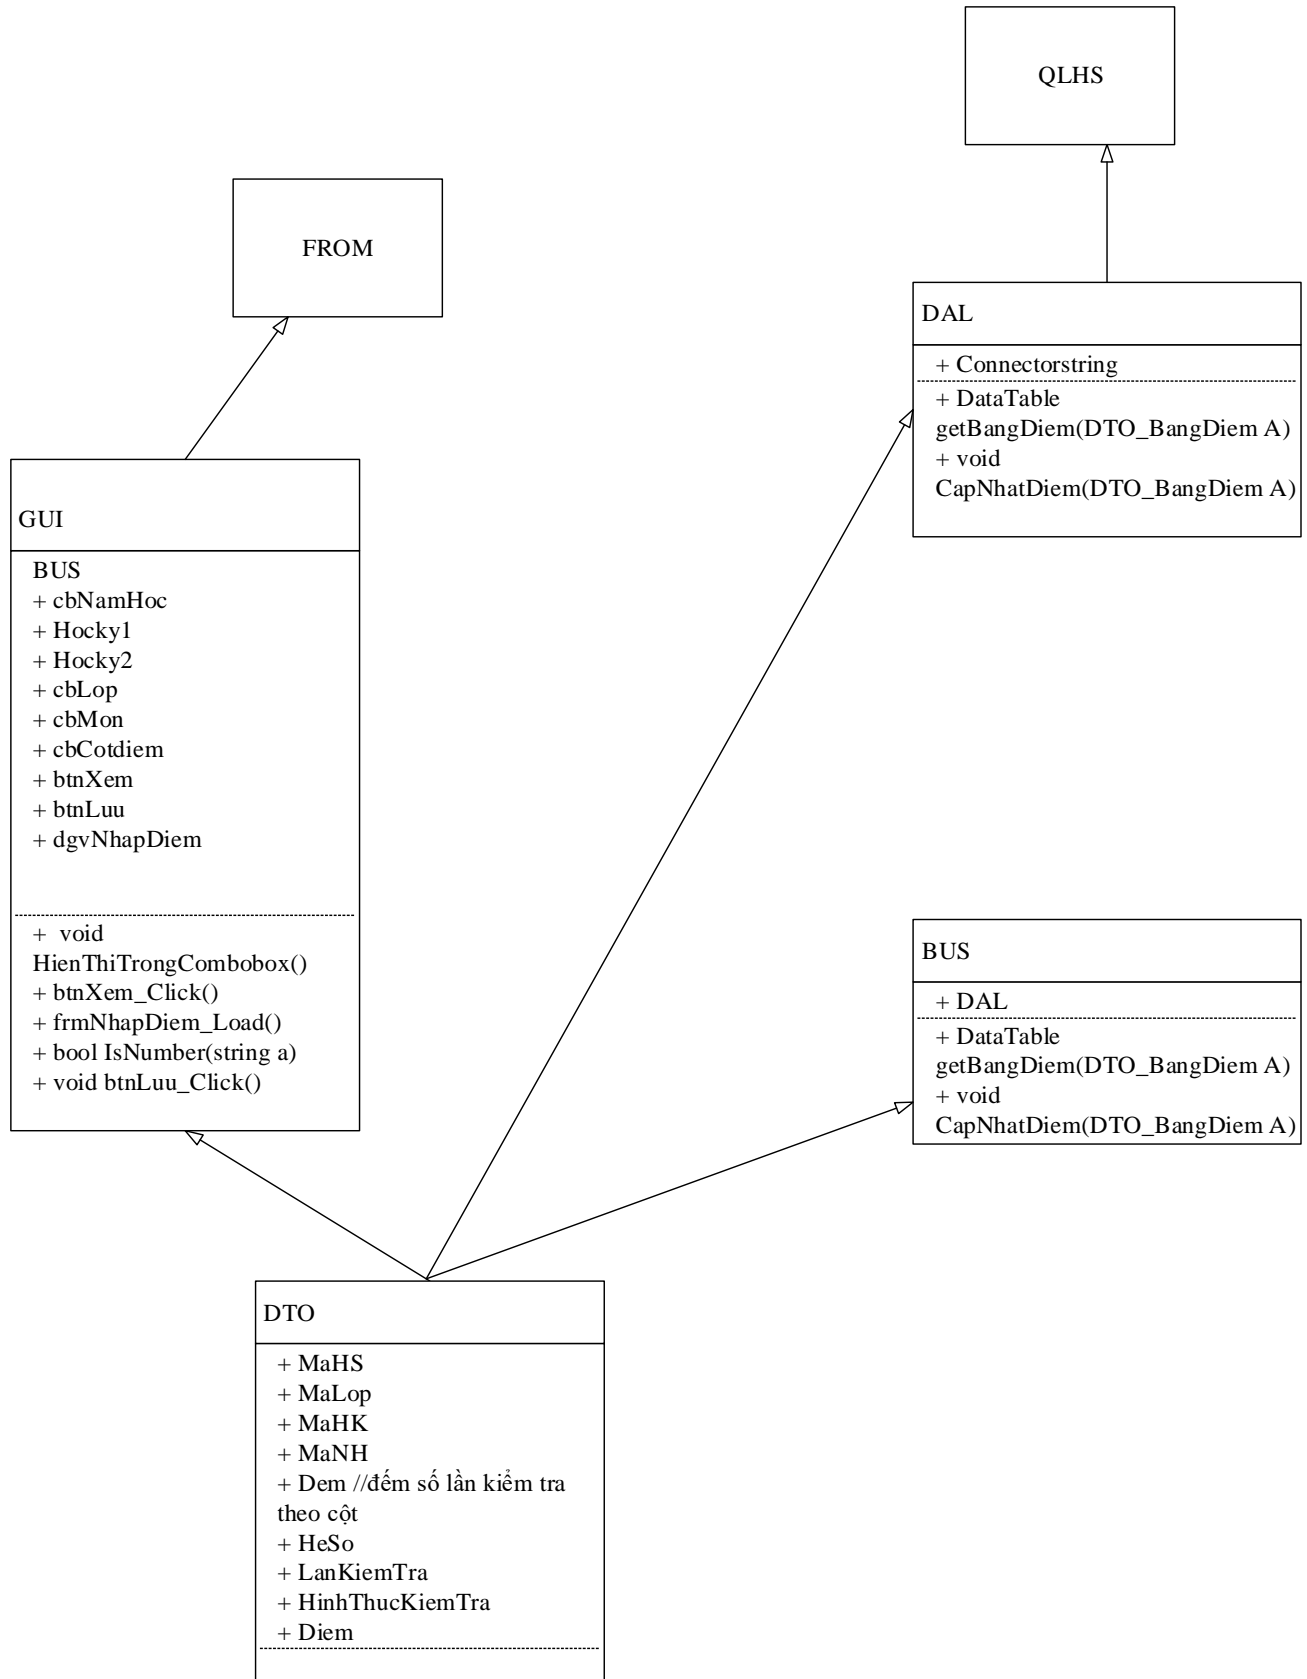 QLHS
FROM
DAL
+ Connectorstring
+ DataTable
getBangDiem(DTO_BangDiem A)
+ void
CapNhatDiem(DTO_BangDiem A)
GUI
BUS
+ cbNamHoc
+ Hocky1
+ Hocky2
+ cbLop
+ cbMon
+ cbCotdiem
+ btnXem
+ btnLuu
+ dgvNhapDiem
+ void
HienThiTrongCombobox()
+ btnXem_Click()
+ frmNhapDiem_Load()
+ bool IsNumber(string a)
+ void btnLuu_Click()
BUS
+ DAL
+ DataTable
getBangDiem(DTO_BangDiem A)
+ void
CapNhatDiem(DTO_BangDiem A)
DTO
+ MaHS
+ MaLop
+ MaHK
+ MaNH
+ Dem //đếm số lần kiểm tra
theo cột
+ HeSo
+ LanKiemTra
+ HinhThucKiemTra
+ Diem